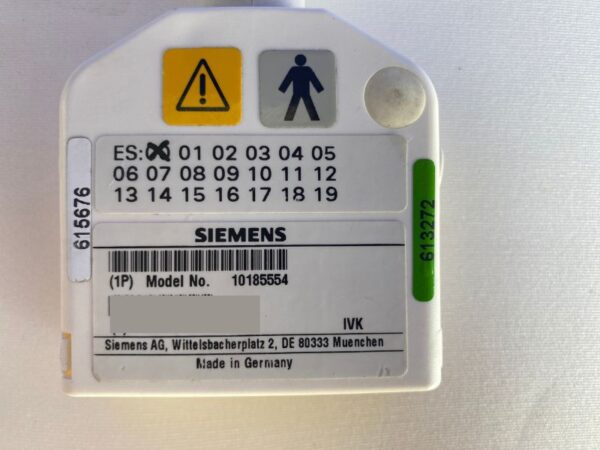 ES: 01 02 03 04 05
06 07 08 09 10 11 12
13 14 15 16 17 18 19
615676
613272
SIEMENS
(1P) Model No. 10185554
IVK
Siemens AG, Wittelsbacherplatz 2, DE 80333 Muenchen
Made in Germany